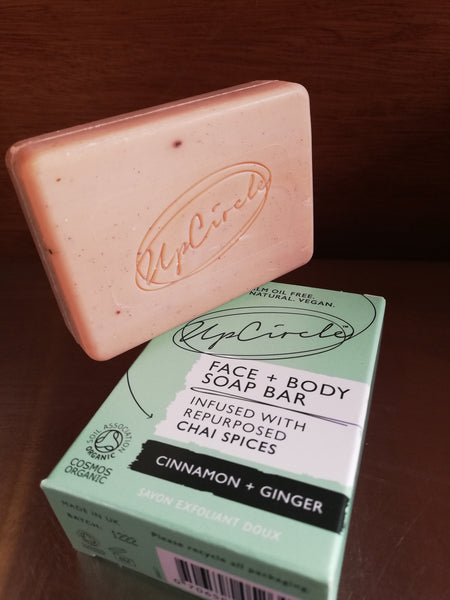 UpCircle
PALM OIL FREE.
NATURAL. VEGAN.
UpCircle
FACE + BODY
SOAP BAR
INFUSED WITH
REPURPOSED
CHAI SPICES
CINNAMON + GINGER
SAVON EXFOLIANT DOUX
SOIL ASSOCIATION
ORGANIC
COSMOS
ORGANIC
MADE IN UK
BATCH: 1222
Please recycle all packaging.